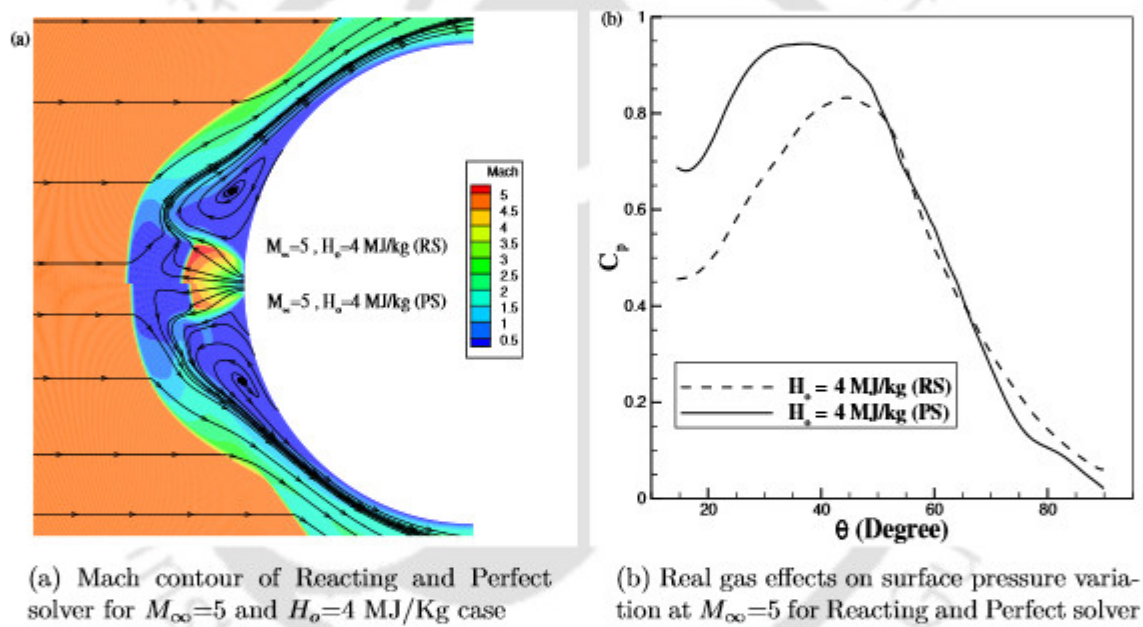 (a)
Mach
5
4.5
4
3.5
3
2.5
2
1.5
1
0.5
M∞=5 , Hₒ=4 MJ/kg (RS)
M∞=5 , Hₒ=4 MJ/kg (PS)
(b)
1
0.8
0.6
0.4
0.2
0
Cₚ
Hₒ = 4 MJ/kg (RS)
Hₒ = 4 MJ/kg (PS)
20 40 60 80
θ (Degree)
(a) Mach contour of Reacting and Perfect
solver for M∞=5 and Hₒ=4 MJ/Kg case
(b) Real gas effects on surface pressure varia-
tion at M∞=5 for Reacting and Perfect solver